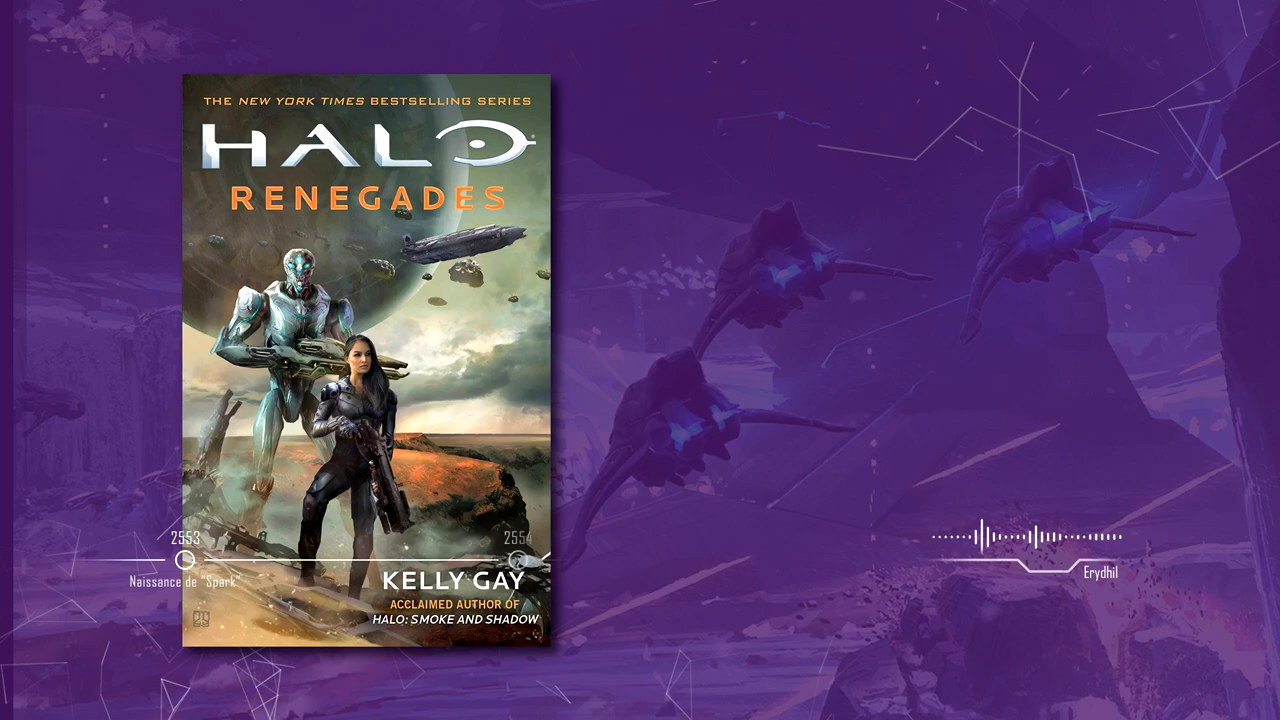 THE NEW YORK TIMES BESTSELLING SERIES
HALO
RENEGADES
2553
2554
Naissance de "Spark"
KELLY GAY
ACCLAIMED AUTHOR OF
HALO: SMOKE AND SHADOW
Erydhil